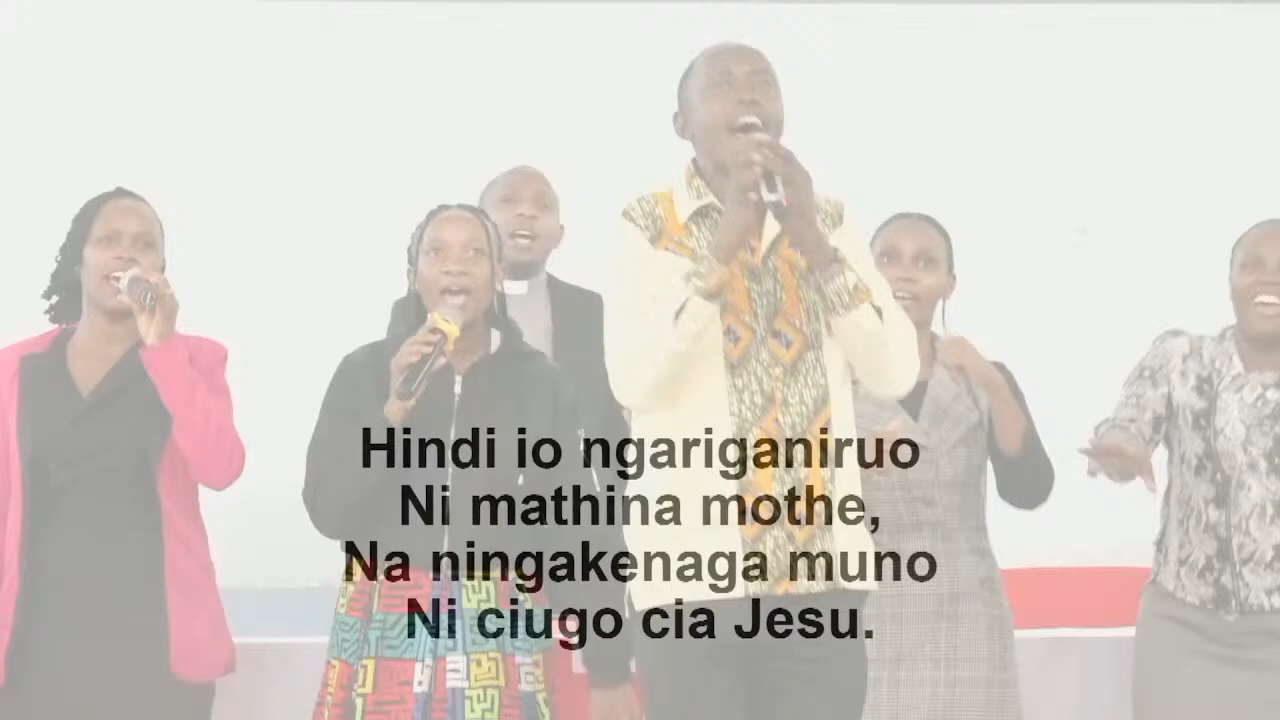 Hindi io ngariganiruo
Ni mathina mothe,
Na ningakenaga muno
Ni ciugo cia Jesu.